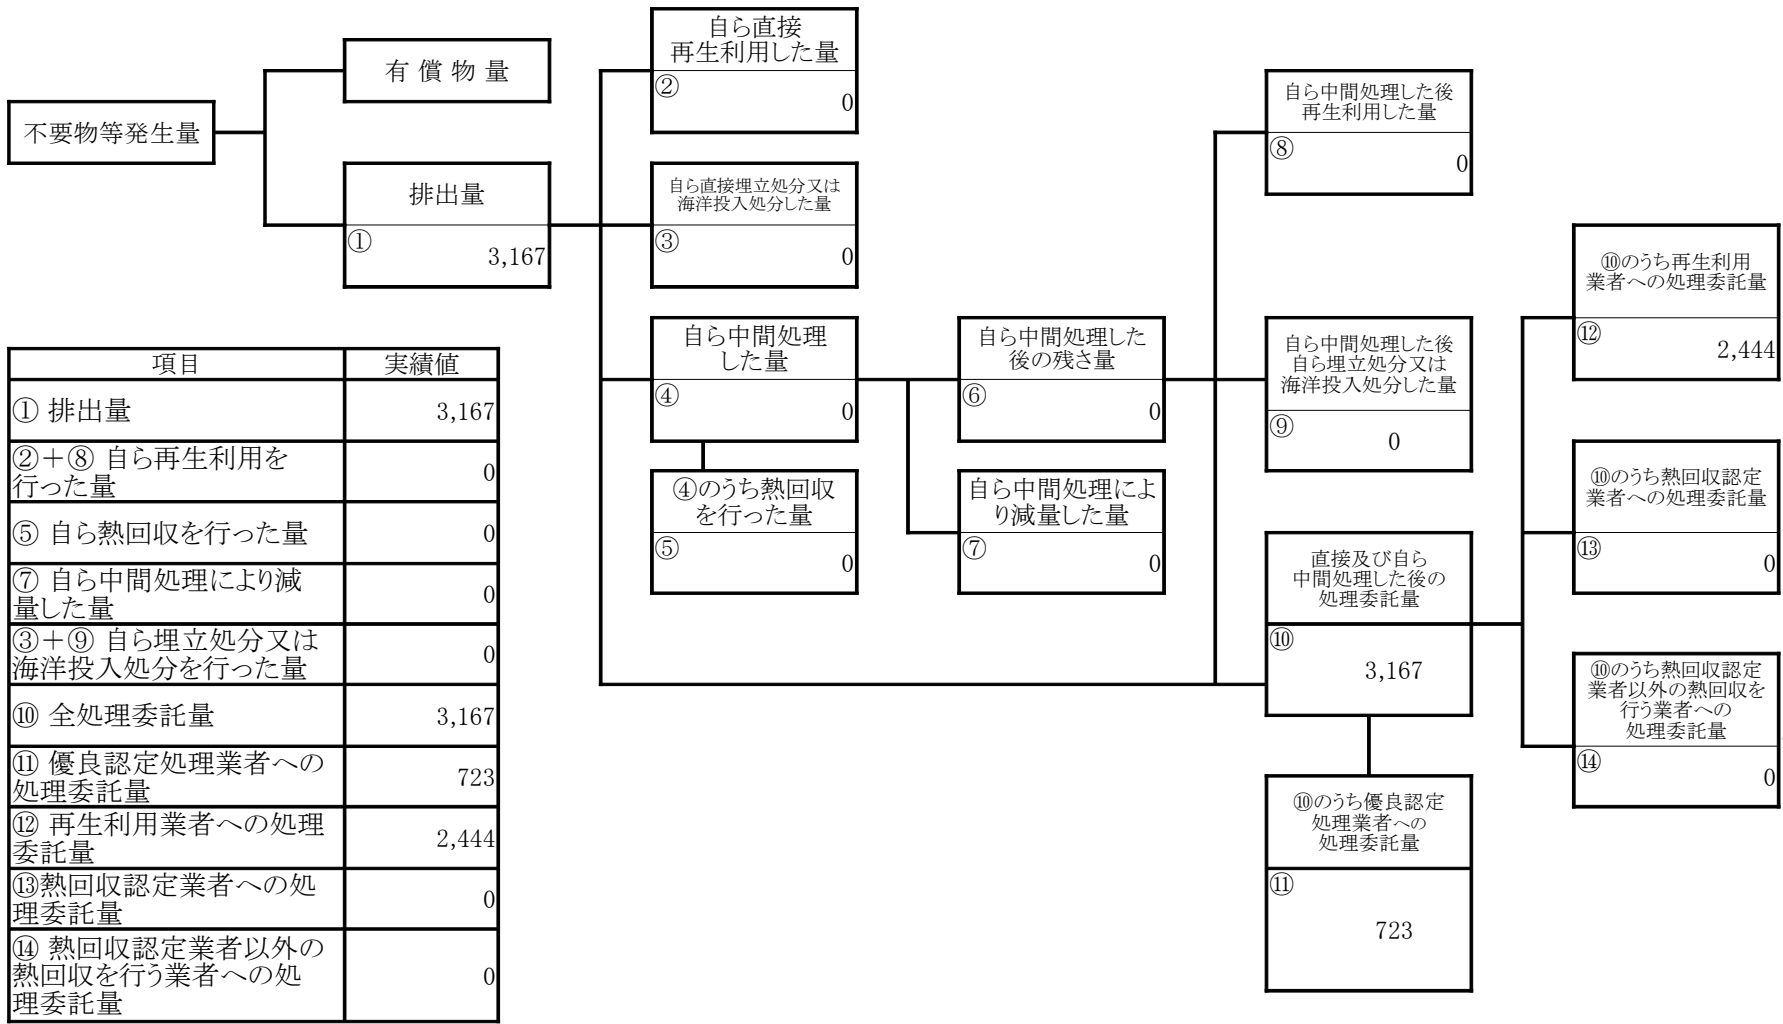 不要物等発生量
有 償 物 量
排出量
①
3,167
自ら直接
再生利用した量
②
0
自ら直接埋立処分又は
海洋投入処分した量
③
0
自ら中間処理
した量
④
0
④のうち熱回収
を行った量
⑤
0
自ら中間処理した
後の残さ量
⑥
0
自ら中間処理によ
り減量した量
⑦
0
自ら中間処理した後
再生利用した量
⑧
0
自ら中間処理した後
自ら埋立処分又は
海洋投入処分した量
⑨
0
直接及び自ら
中間処理した後の
処理委託量
⑩
3,167
⑩のうち優良認定
処理業者への
処理委託量
⑪
723
⑩のうち再生利用
業者への処理委託量
⑫
2,444
⑩のうち熱回収認定
業者への処理委託量
⑬
0
⑩のうち熱回収認定
業者以外の熱回収を
行う業者への
処理委託量
⑭
0
項目 実績値
① 排出量 3,167
②＋⑧ 自ら再生利用を
行った量 0
⑤ 自ら熱回収を行った量 0
⑦ 自ら中間処理により減
量した量 0
③＋⑨ 自ら埋立処分又は
海洋投入処分を行った量 0
⑩ 全処理委託量 3,167
⑪ 優良認定処理業者への
処理委託量 723
⑫ 再生利用業者への処理
委託量 2,444
⑬熱回収認定業者への処
理委託量 0
⑭ 熱回収認定業者以外の
熱回収を行う業者への処
理委託量 0